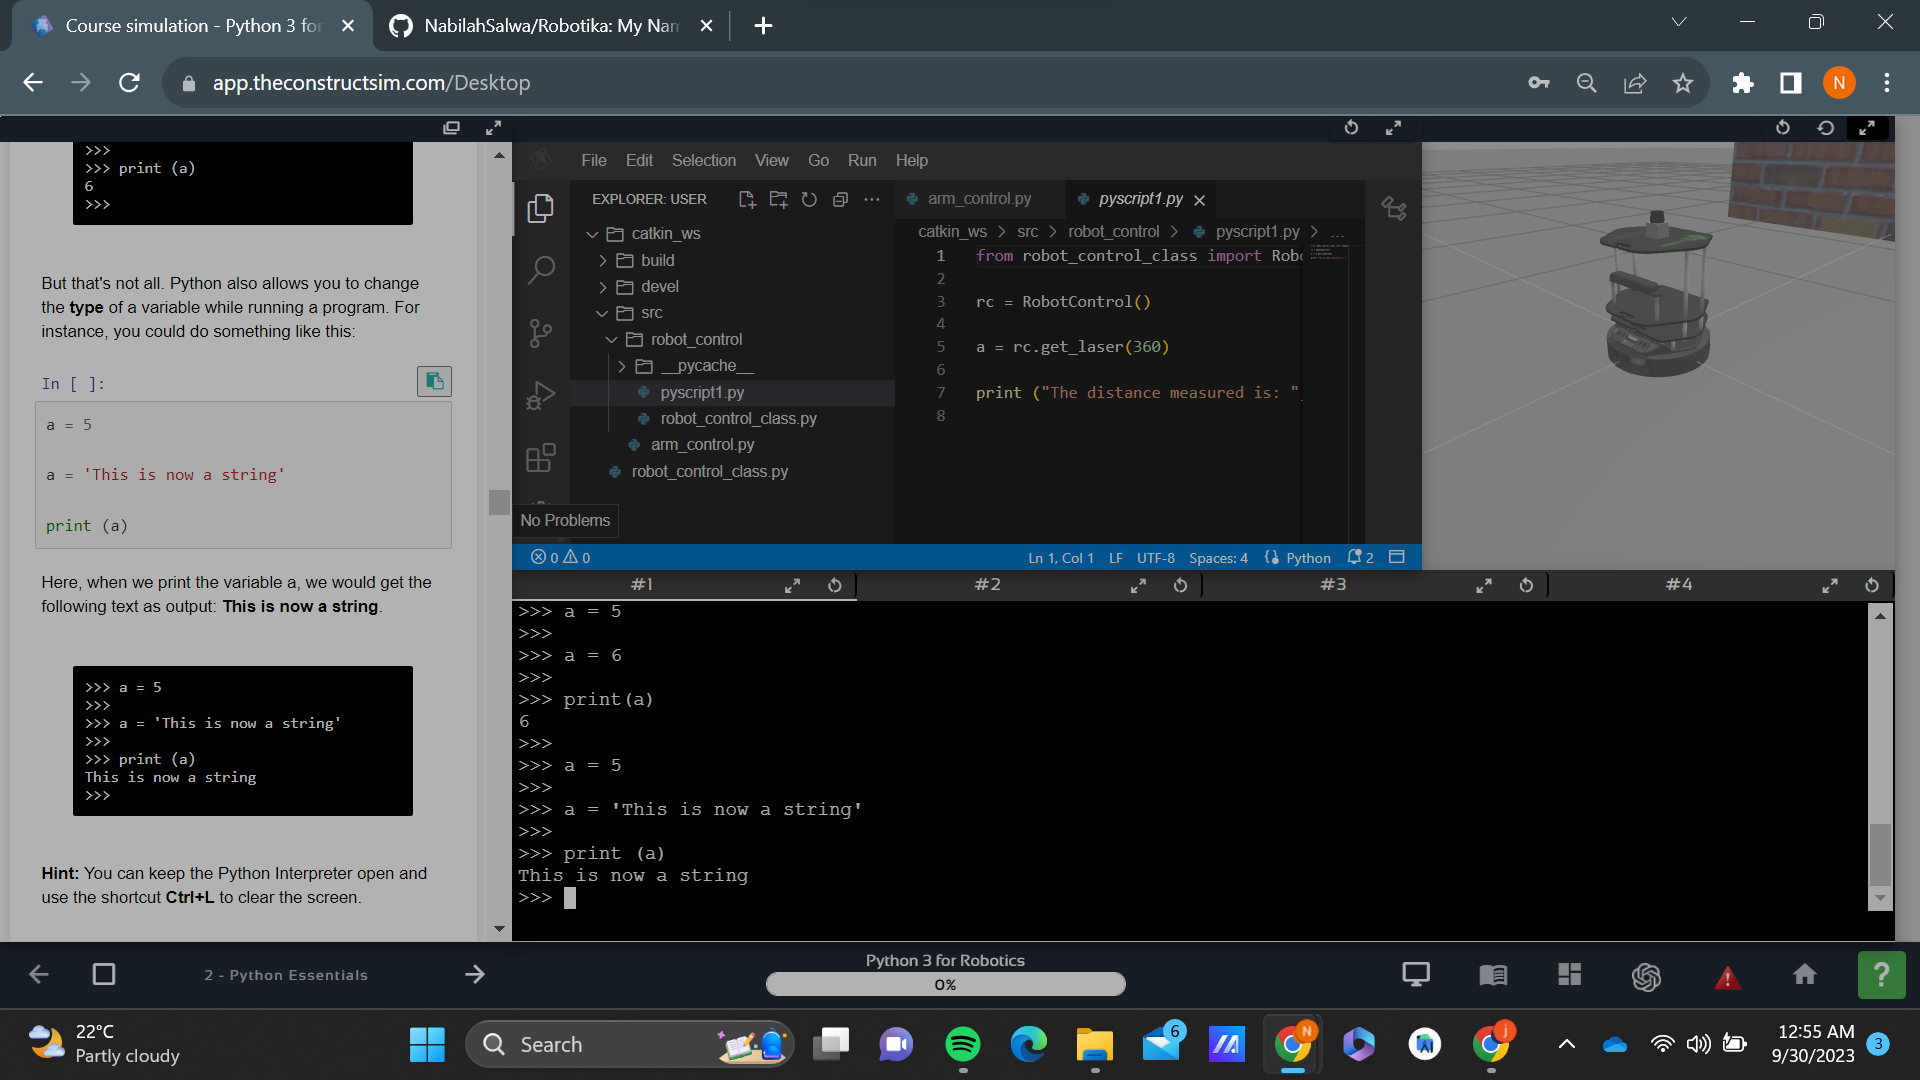 Course simulation - Python 3 for
NabilahSalwa/Robotika: My Nam
app.theconstructsim.com/Desktop
N
>>>
>>> print (a)
6
>>>
But that's not all. Python also allows you to change
the type of a variable while running a program. For
instance, you could do something like this:
In [ ]:
a = 5
a = 'This is now a string'
print (a)
Here, when we print the variable a, we would get the
following text as output: This is now a string.
>>> a = 5
>>>
>>> a = 'This is now a string'
>>>
>>> print (a)
This is now a string
>>>
Hint: You can keep the Python Interpreter open and
use the shortcut Ctrl+L to clear the screen.
File Edit Selection View Go Run Help
EXPLORER: USER
catkin_ws
build
devel
src
robot_control
__pycache__
pyscript1.py
robot_control_class.py
arm_control.py
robot_control_class.py
No Problems
arm_control.py
pyscript1.py
catkin_ws > src > robot_control > pyscript1.py > ...
1 from robot_control_class import Robo
2
3 rc = RobotControl()
4
5 a = rc.get_laser(360)
6
7 print ("The distance measured is: "
8
0 0 Ln 1, Col 1 LF UTF-8 Spaces: 4 Python 2
#1 #2 #3 #4
>>> a = 5
>>>
>>> a = 6
>>>
>>> print(a)
6
>>>
>>> a = 5
>>>
>>> a = 'This is now a string'
>>>
>>> print (a)
This is now a string
>>>
2 - Python Essentials
Python 3 for Robotics
0%
?
22°C
Partly cloudy
Search
6
N
j
12:55 AM
9/30/2023
3